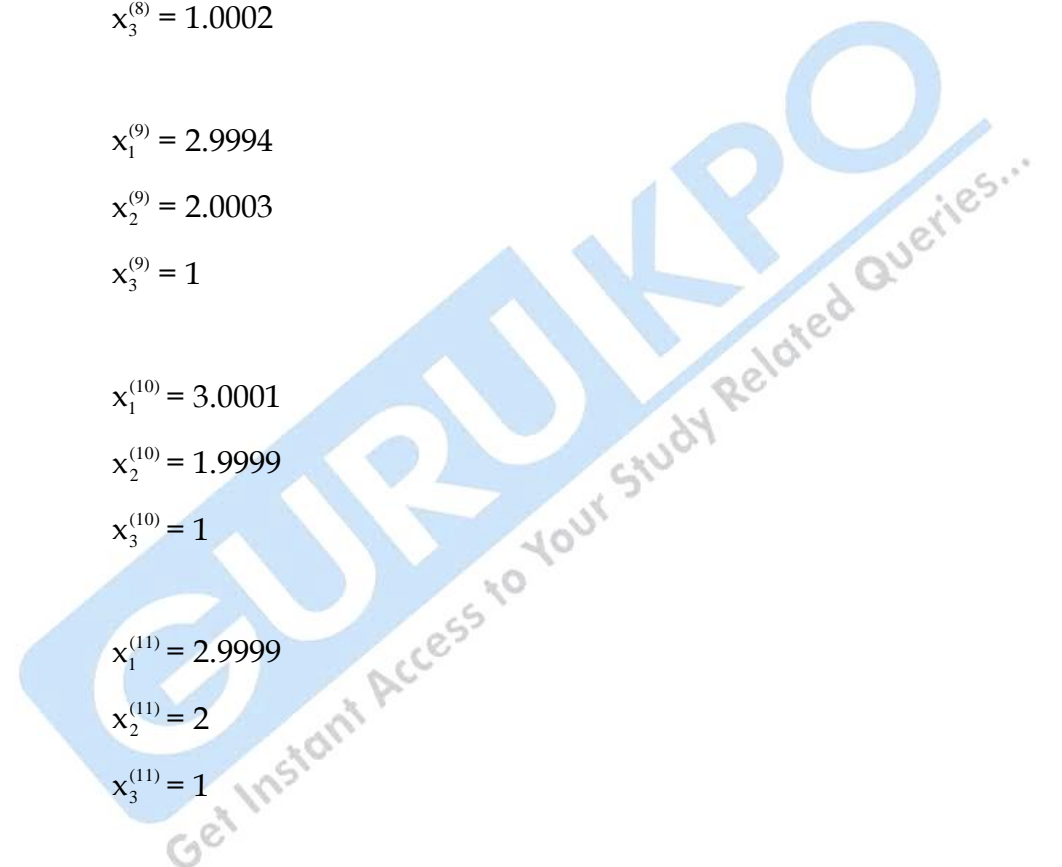 x₃⁽⁸⁾ = 1.0002
x₁⁽⁹⁾ = 2.9994
x₂⁽⁹⁾ = 2.0003
x₃⁽⁹⁾ = 1
x₁⁽¹⁰⁾ = 3.0001
x₂⁽¹⁰⁾ = 1.9999
x₃⁽¹⁰⁾ = 1
x₁⁽¹¹⁾ = 2.9999
x₂⁽¹¹⁾ = 2
x₃⁽¹¹⁾ = 1
GURUKPO
Get Instant Access to Your Study Related Queries...